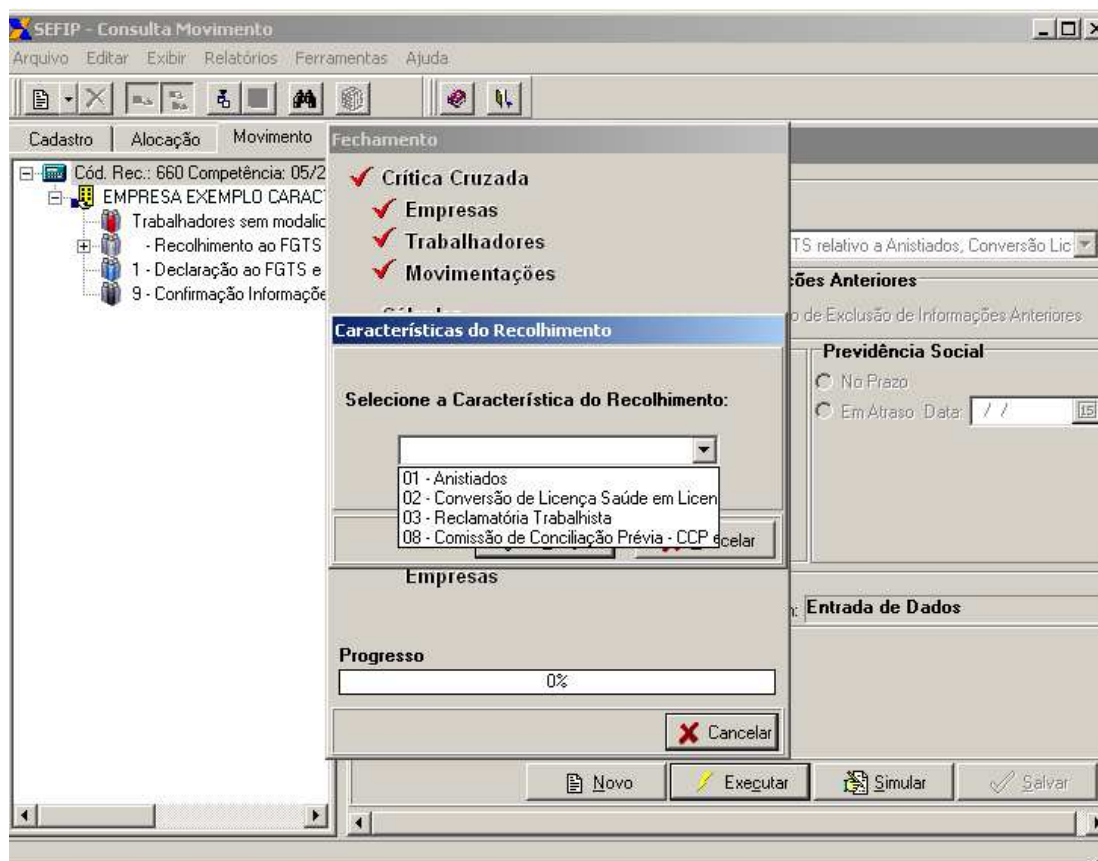 SEFIP - Consulta Movimento
Arquivo Editar Exibir Relatórios Ferramentas Ajuda
Cadastro Alocação Movimento
Cód. Rec.: 660 Competência: 05/2
EMPRESA EXEMPLO CARAC
Trabalhadores sem modalic
- Recolhimento ao FGTS
1 - Declaração ao FGTS e
9 - Confirmação Informaçõe
Fechamento
Crítica Cruzada
Empresas
Trabalhadores
Movimentações
Características do Recolhimento
Selecione a Característica do Recolhimento:
01 - Anistiados
02 - Conversão de Licença Saúde em Licen
03 - Reclamatória Trabalhista
08 - Comissão de Conciliação Prévia - CCP e
celar
Empresas
Progresso
0%
Cancelar
TS relativo a Anistiados, Conversão Lic
ões Anteriores
o de Exclusão de Informações Anteriores
Previdência Social
No Prazo
Em Atraso Data: / / 15
Entrada de Dados
Novo Executar Simular Salvar